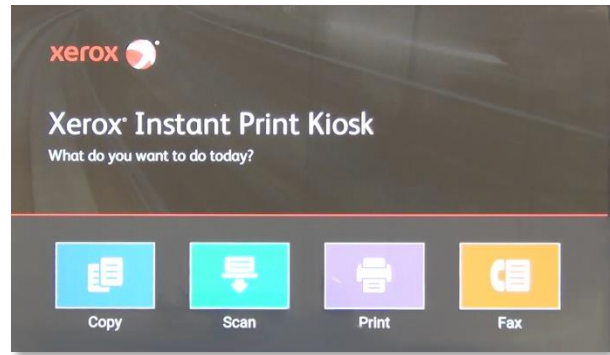 xerox
Xerox® Instant Print Kiosk
What do you want to do today?
Copy
Scan
Print
Fax